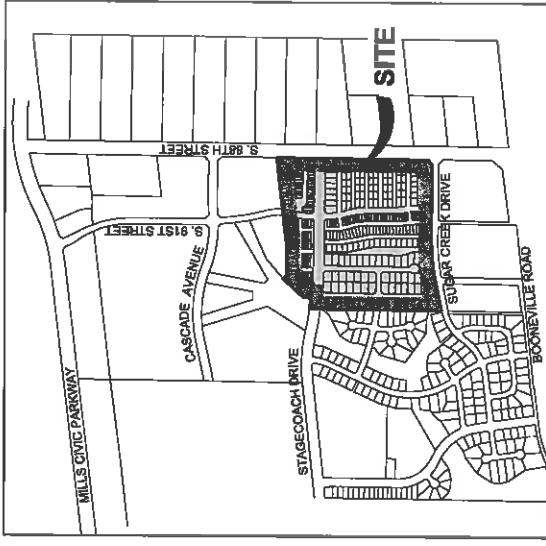 MILLS CIVIC PARKWAY
S. 88TH STREET
S. 91ST STREET
CASCADE AVENUE
SITE
STAGECOACH DRIVE
SUGAR CREEK DRIVE
BOONEVILLE ROAD